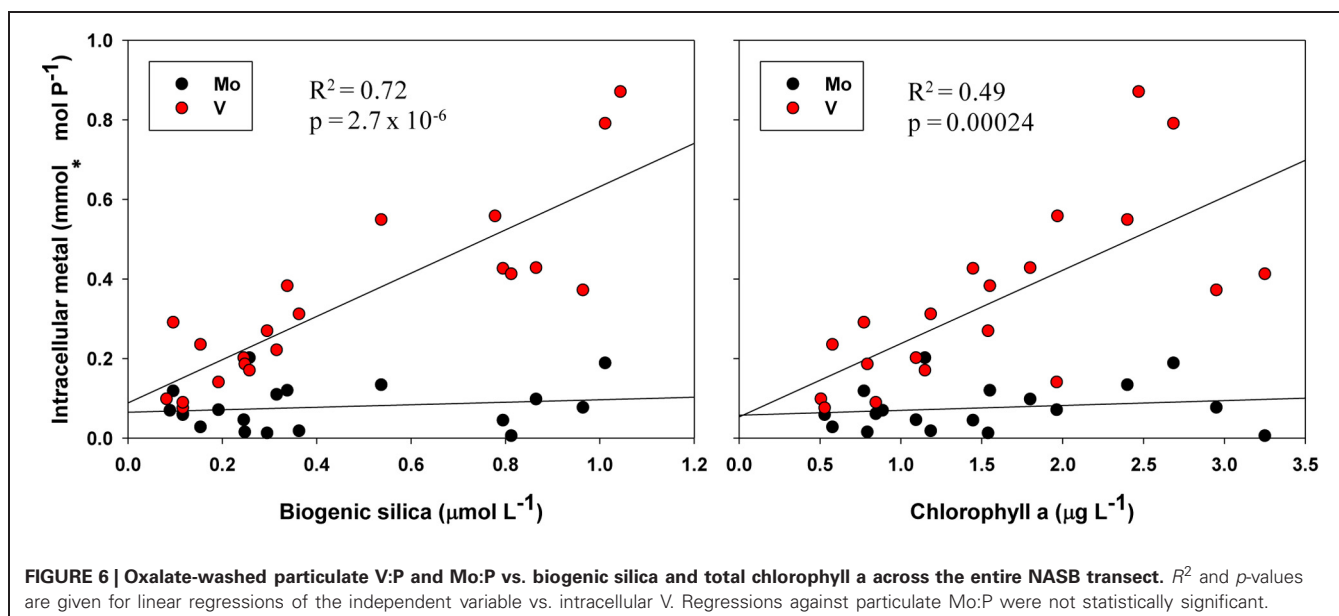 Intracellular metal (mmol * mol P-1)
1.0
0.8
0.6
0.4
0.2
0.0
Mo
V
R2 = 0.72
p = 2.7 x 10-6
0.0 0.2 0.4 0.6 0.8 1.0 1.2
Biogenic silica (μmol L-1)
Mo
V
R2 = 0.49
p = 0.00024
0.0 0.5 1.0 1.5 2.0 2.5 3.0 3.5
Chlorophyll a (μg L-1)
FIGURE 6 | Oxalate-washed particulate V:P and Mo:P vs. biogenic silica and total chlorophyll a across the entire NASB transect. R2 and p-values
are given for linear regressions of the independent variable vs. intracellular V. Regressions against particulate Mo:P were not statistically significant.